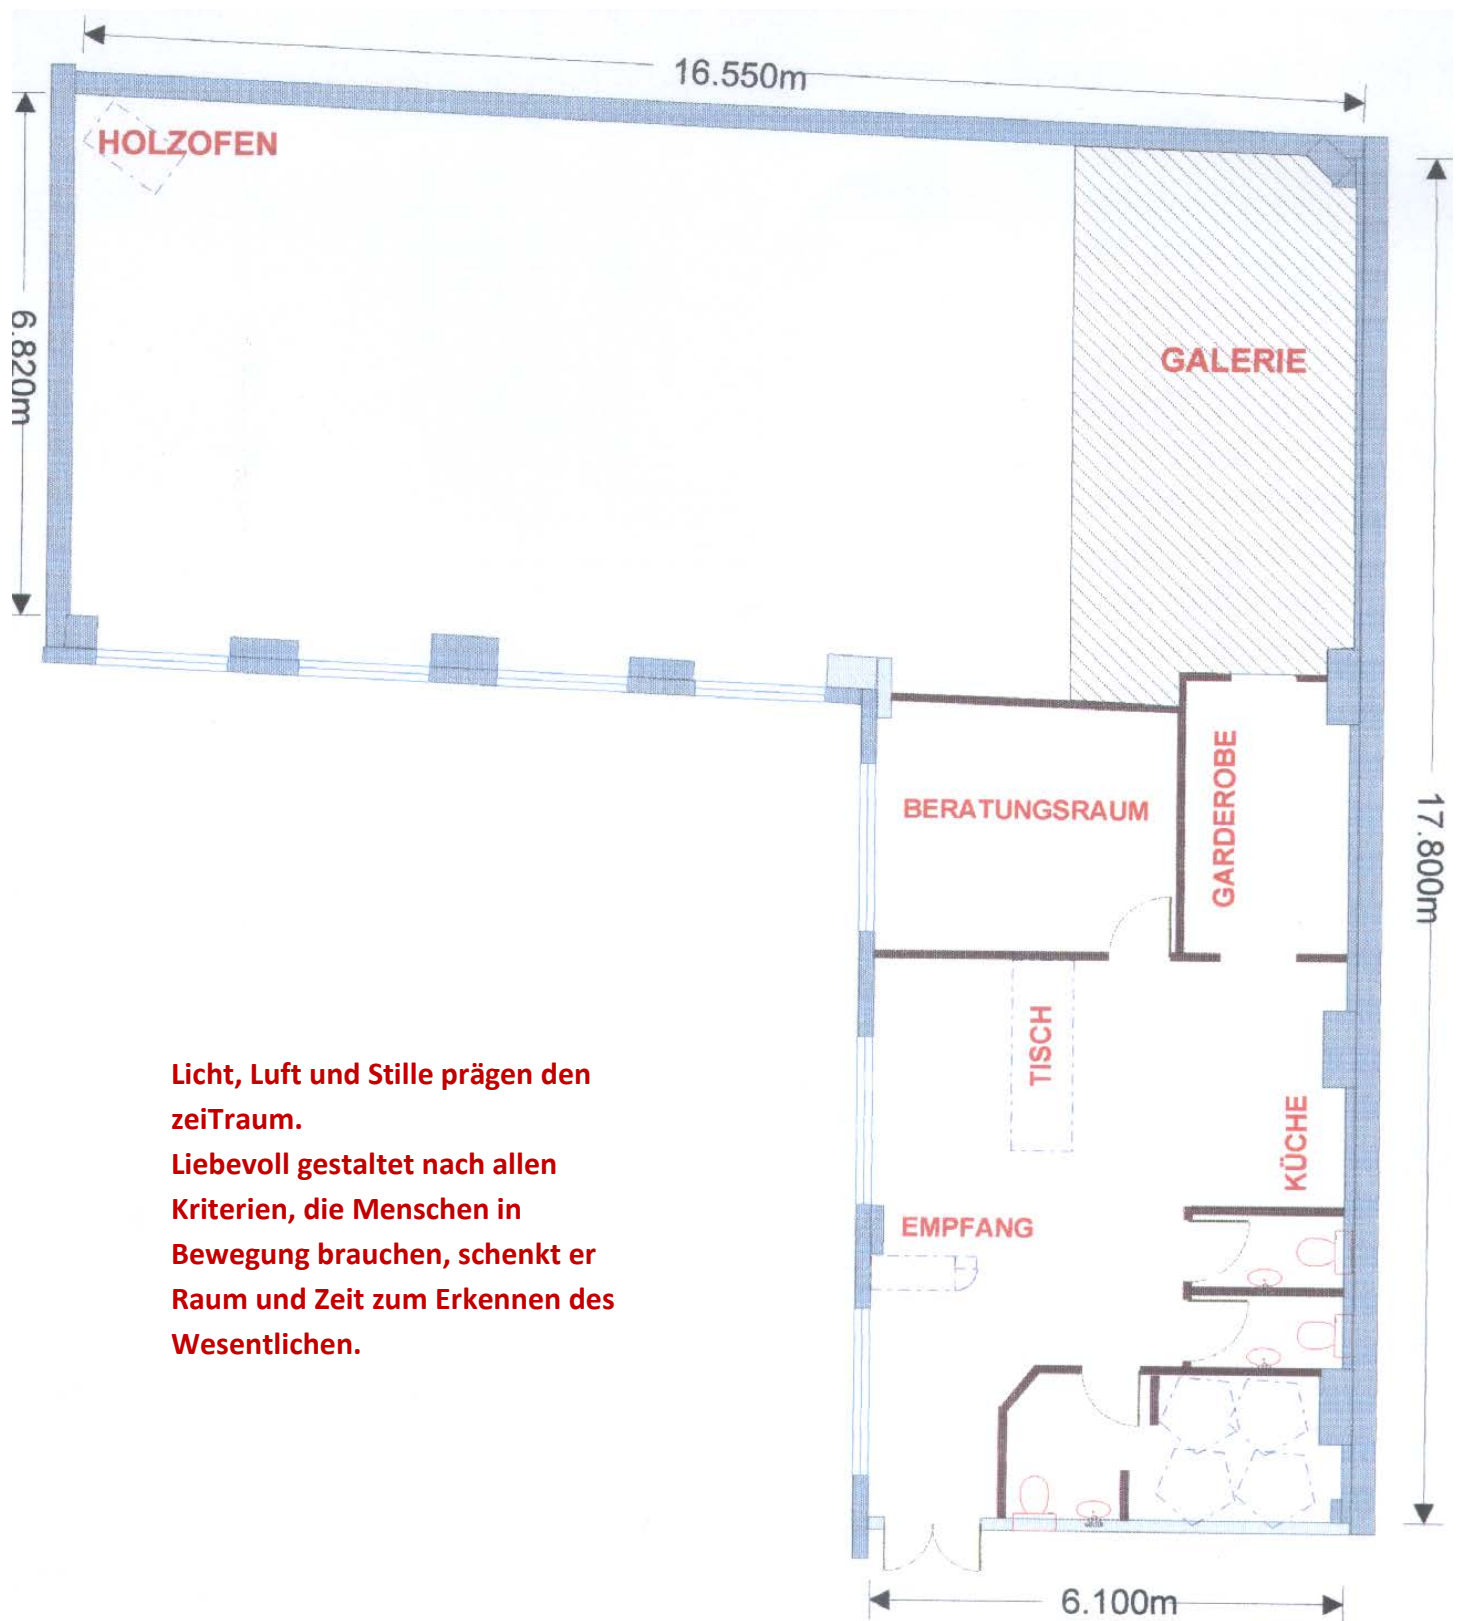 16.550m
HOLZOFEN
6.820m
GALERIE
17.800m
BERATUNGSRAUM
GARDEROBE
TISCH
KÜCHE
EMPFANG
Licht, Luft und Stille prägen den
zeiTraum.
Liebevoll gestaltet nach allen
Kriterien, die Menschen in
Bewegung brauchen, schenkt er
Raum und Zeit zum Erkennen des
Wesentlichen.
6.100m